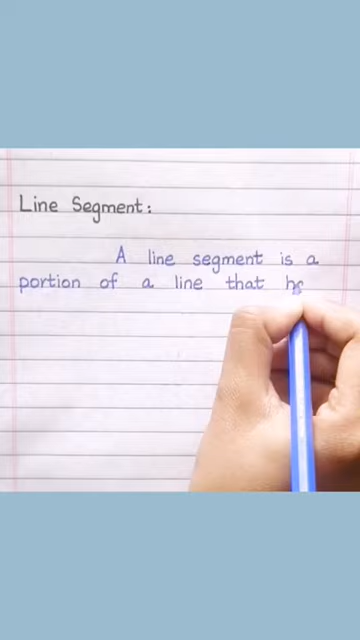 Line Segment:
A line segment is a
portion of a line that